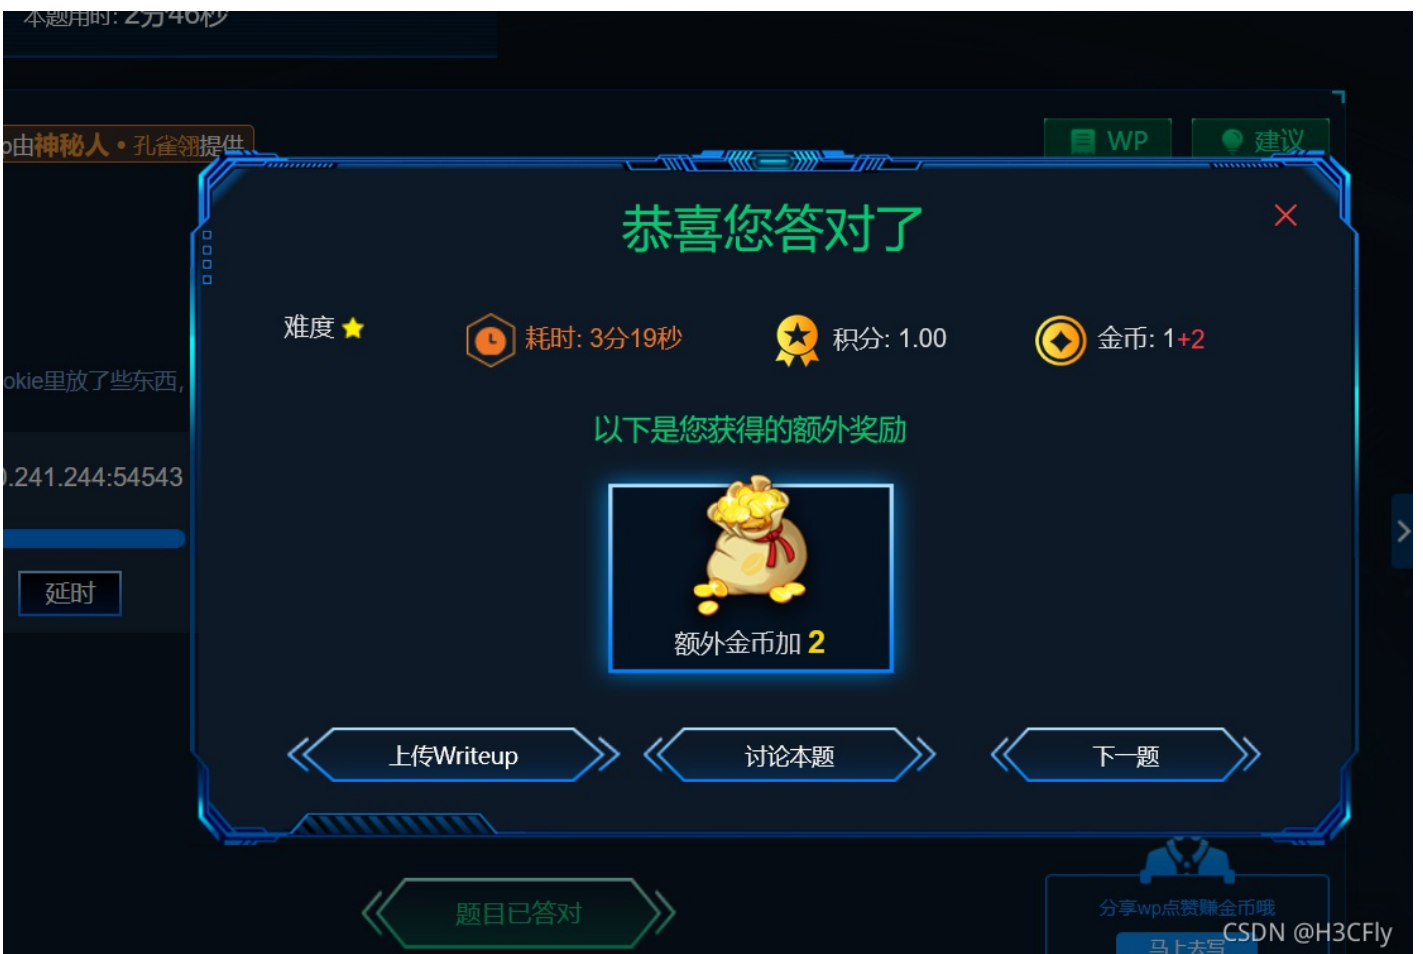 本题用时: 2分46秒
p由神秘人•孔雀翎提供
WP
建议
恭喜您答对了
难度
耗时: 3分19秒
积分: 1.00
金币: 1+2
okie里放了些东西,
以下是您获得的额外奖励
.241.244:54543
延时
额外金币加 2
上传Writeup
讨论本题
下一题
题目已答对
分享wp点赞赚金币哦
马上去写
CSDN @H3CFly